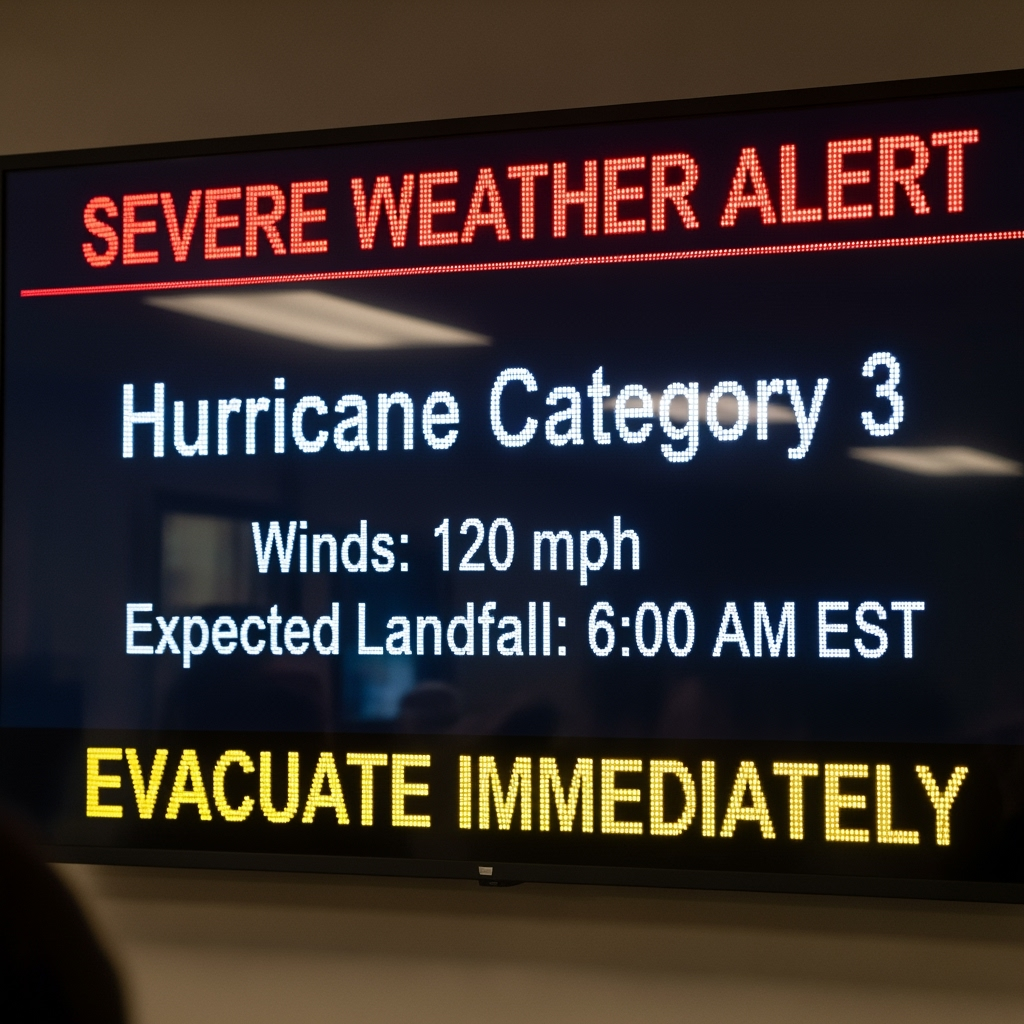 SEVERE WEATHER ALERT
Hurricane Category 3
Winds: 120 mph
Expected Landfall: 6:00 AM EST
EVACUATE IMMEDIATELY